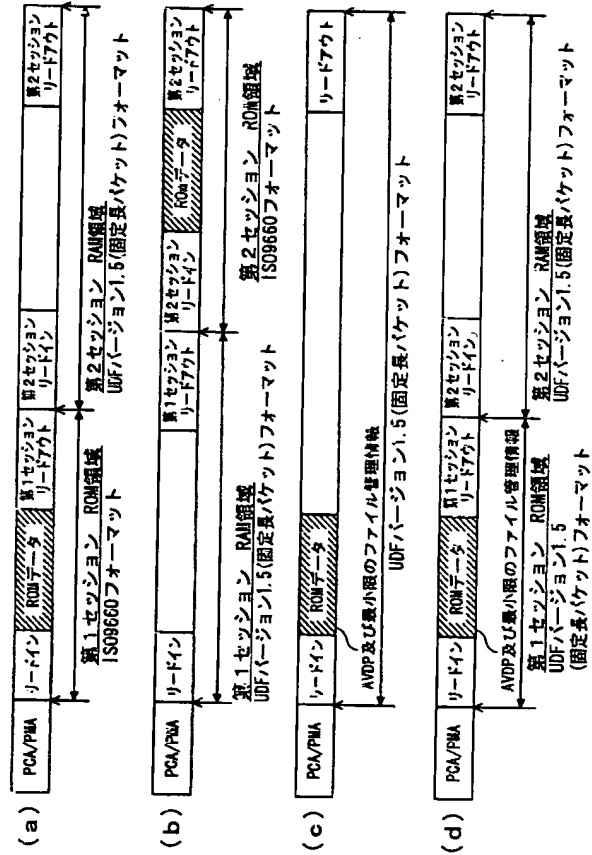 (a)
PCA/PMA リードイン ROMデータ 第1セッション リードアウト 第2セッション リードイン 第2セッション リードアウト
第1セッション ROM領域
ISO9660フォーマット
第2セッション RAM領域
UDFバージョン1.5(固定長パケット)フォーマット
(b)
PCA/PMA リードイン 第1セッション リードアウト 第2セッション リードイン ROMデータ 第2セッション リードアウト
第1セッション RAM領域
UDFバージョン1.5(固定長パケット)フォーマット
第2セッション ROM領域
ISO9660フォーマット
(c)
PCA/PMA リードイン ROMデータ リードアウト
AVDP及び最小限のファイル管理情報
UDFバージョン1.5(固定長パケット)フォーマット
(d)
PCA/PMA リードイン ROMデータ 第1セッション リードアウト 第2セッション リードイン 第2セッション リードアウト
AVDP及び最小限のファイル管理情報
第1セッション ROM領域
UDFバージョン1.5
(固定長パケット)フォーマット
第2セッション RAM領域
UDFバージョン1.5(固定長パケット)フォーマット